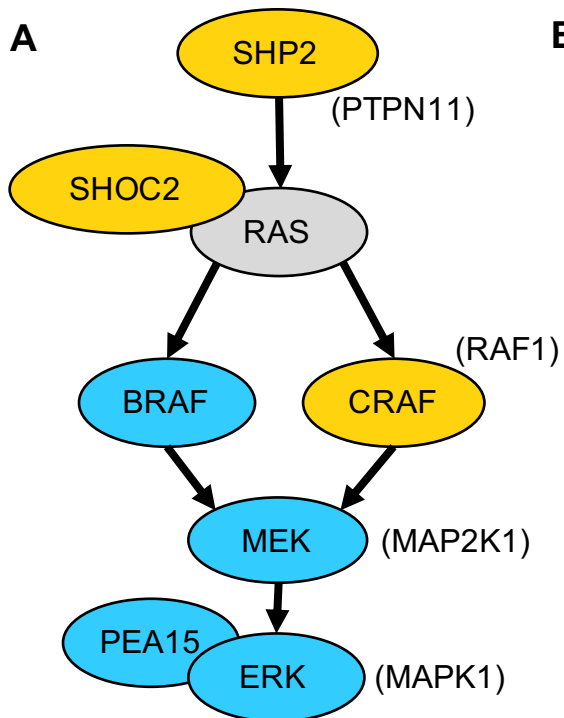 A
SHP2
(PTPN11)
SHOC2
RAS
(RAF1)
BRAF
CRAF
MEK
(MAP2K1)
PEA15
ERK
(MAPK1)